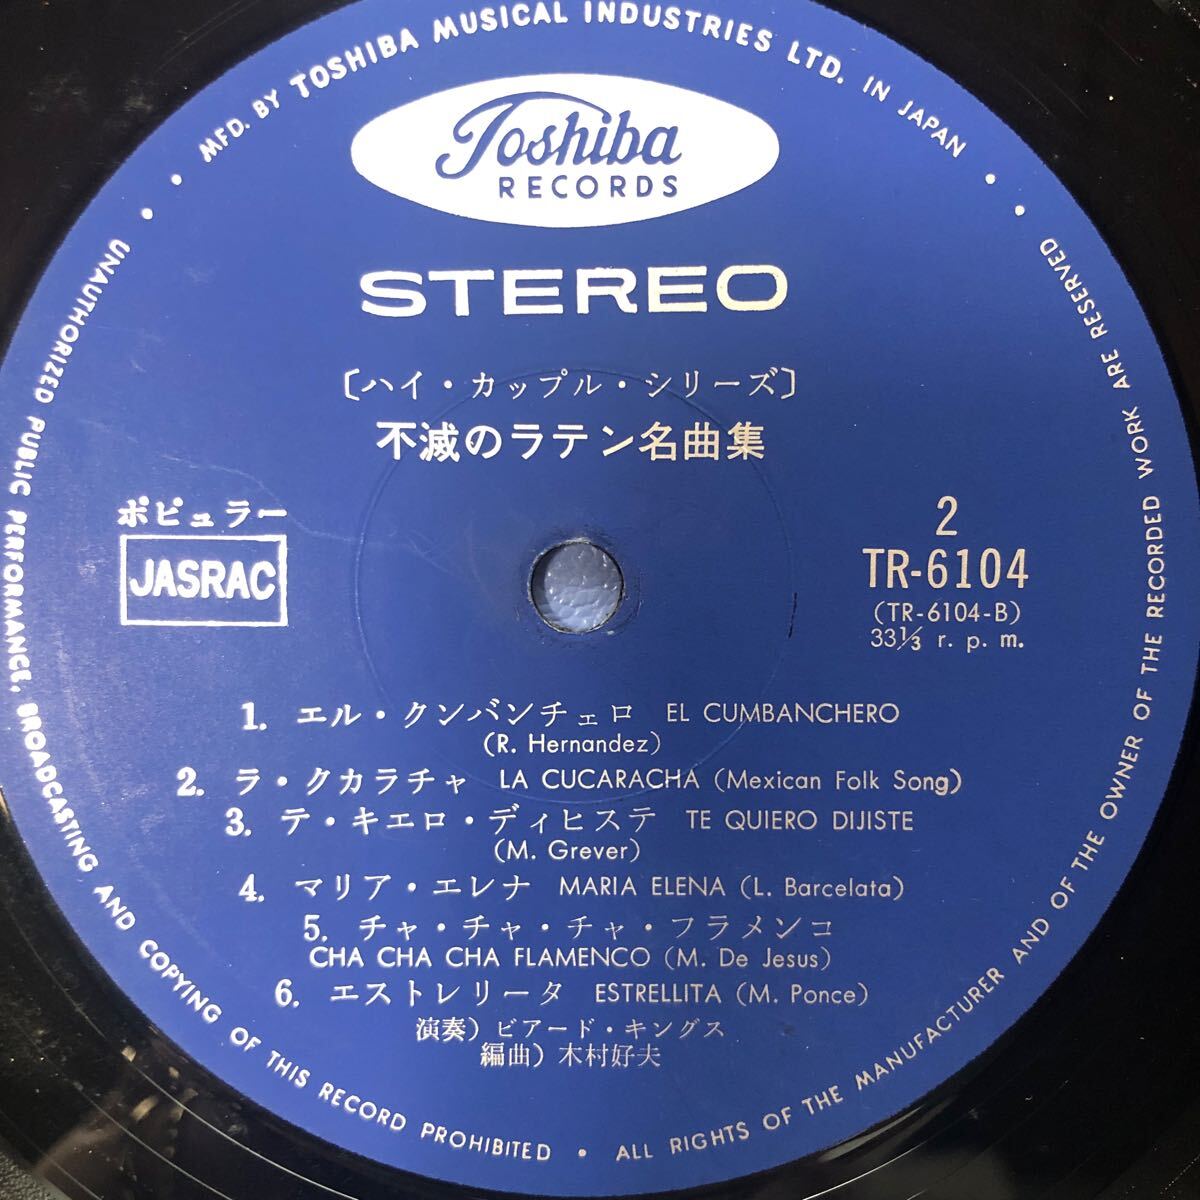 MFD. BY TOSHIBA MUSICAL INDUSTRIES LTD. IN JAPAN
Toshiba
RECORDS
STEREO
〔ハイ・カップル・シリーズ〕
不滅のラテン名曲集
ポピュラー
JASRAC
2
TR-6104
(TR-6104-B)
33⅓ r. p. m.
1. エル・クンバンチェロ EL CUMBANCHERO
(R. Hernandez)
2. ラ・クカラチャ LA CUCARACHA (Mexican Folk Song)
3. テ・キエロ・ディヒステ TE QUIERO DIJISTE
(M. Grever)
4. マリア・エレナ MARIA ELENA (L. Barcelata)
5. チャ・チャ・チャ・フラメンコ
CHA CHA CHA FLAMENCO (M. De Jesus)
6. エストレリータ ESTRELLITA (M. Ponce)
演奏) ビアード・キングス
編曲) 木村好夫
UNAUTHORIZED PUBLIC PERFORMANCE, BROADCASTING AND COPYING OF THIS RECORD PROHIBITED • ALL RIGHTS OF THE MANUFACTURER AND OF THE OWNER OF THE RECORDED WORK ARE RESERVED